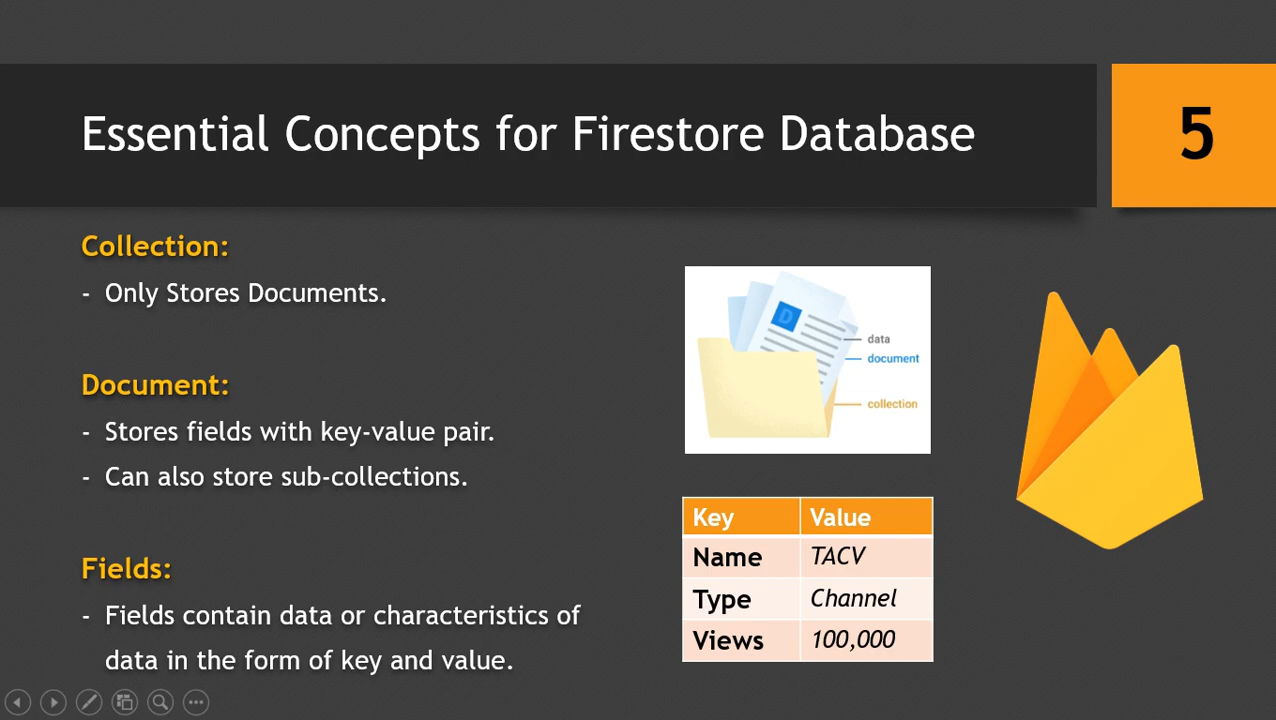 Essential Concepts for Firestore Database
5
Collection:
- Only Stores Documents.
Document:
- Stores fields with key-value pair.
- Can also store sub-collections.
Fields:
- Fields contain data or characteristics of
data in the form of key and value.
D
data
document
collection
Key Value
Name TACV
Type Channel
Views 100,000